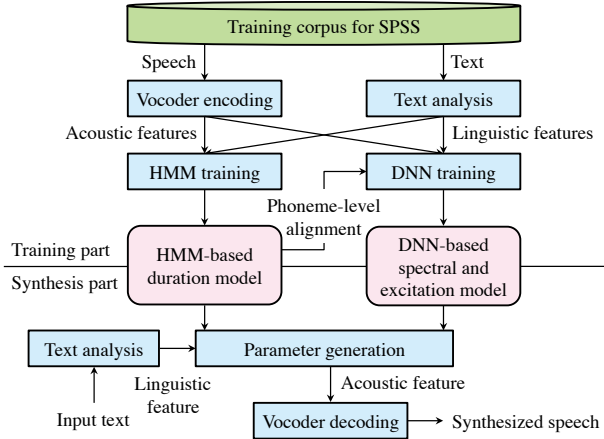 Training corpus for SPSS
Speech
Text
Vocoder encoding
Text analysis
Acoustic features
Linguistic features
HMM training
DNN training
Phoneme-level
alignment
Training part
HMM-based
duration model
DNN-based
spectral and
excitation model
Synthesis part
Text analysis
Parameter generation
Linguistic
feature
Acoustic feature
Input text
Vocoder decoding
Synthesized speech